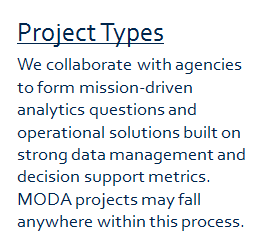 Project Types
We collaborate with agencies
to form mission-driven
analytics questions and
operational solutions built on
strong data management and
decision support metrics.
MODA projects may fall
anywhere within this process.